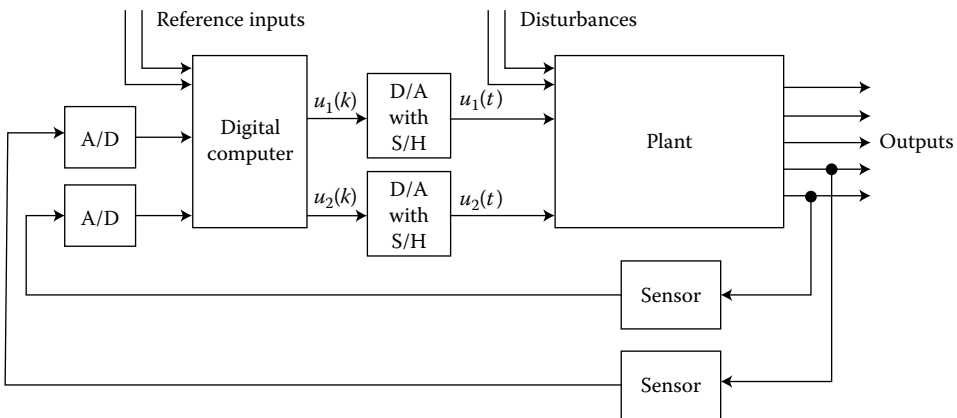 Reference inputs
Disturbances
A/D
A/D
Digital
computer
u₁(k)
u₂(k)
D/A
with
S/H
D/A
with
S/H
u₁(t)
u₂(t)
Plant
Outputs
Sensor
Sensor